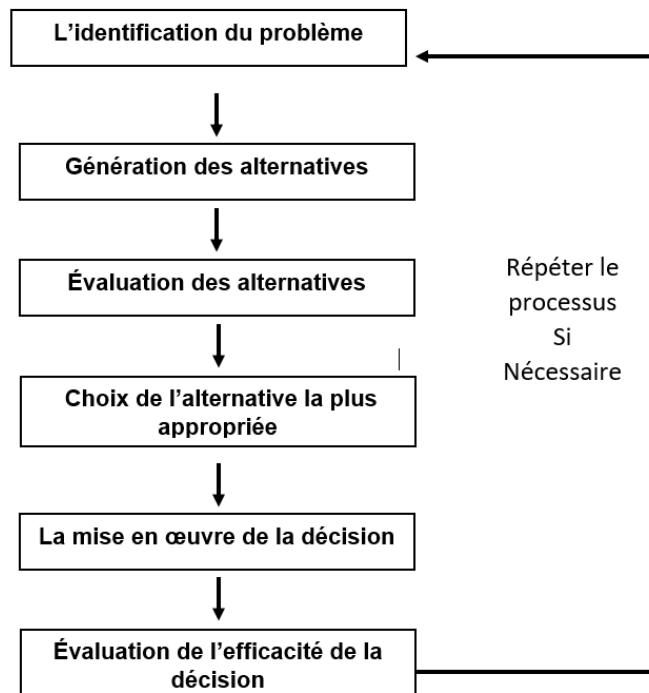 L’identification du problème
Génération des alternatives
Évaluation des alternatives
Répéter le
processus
Si
Nécessaire
Choix de l’alternative la plus
appropriée
La mise en œuvre de la décision
Évaluation de l’efficacité de la
décision